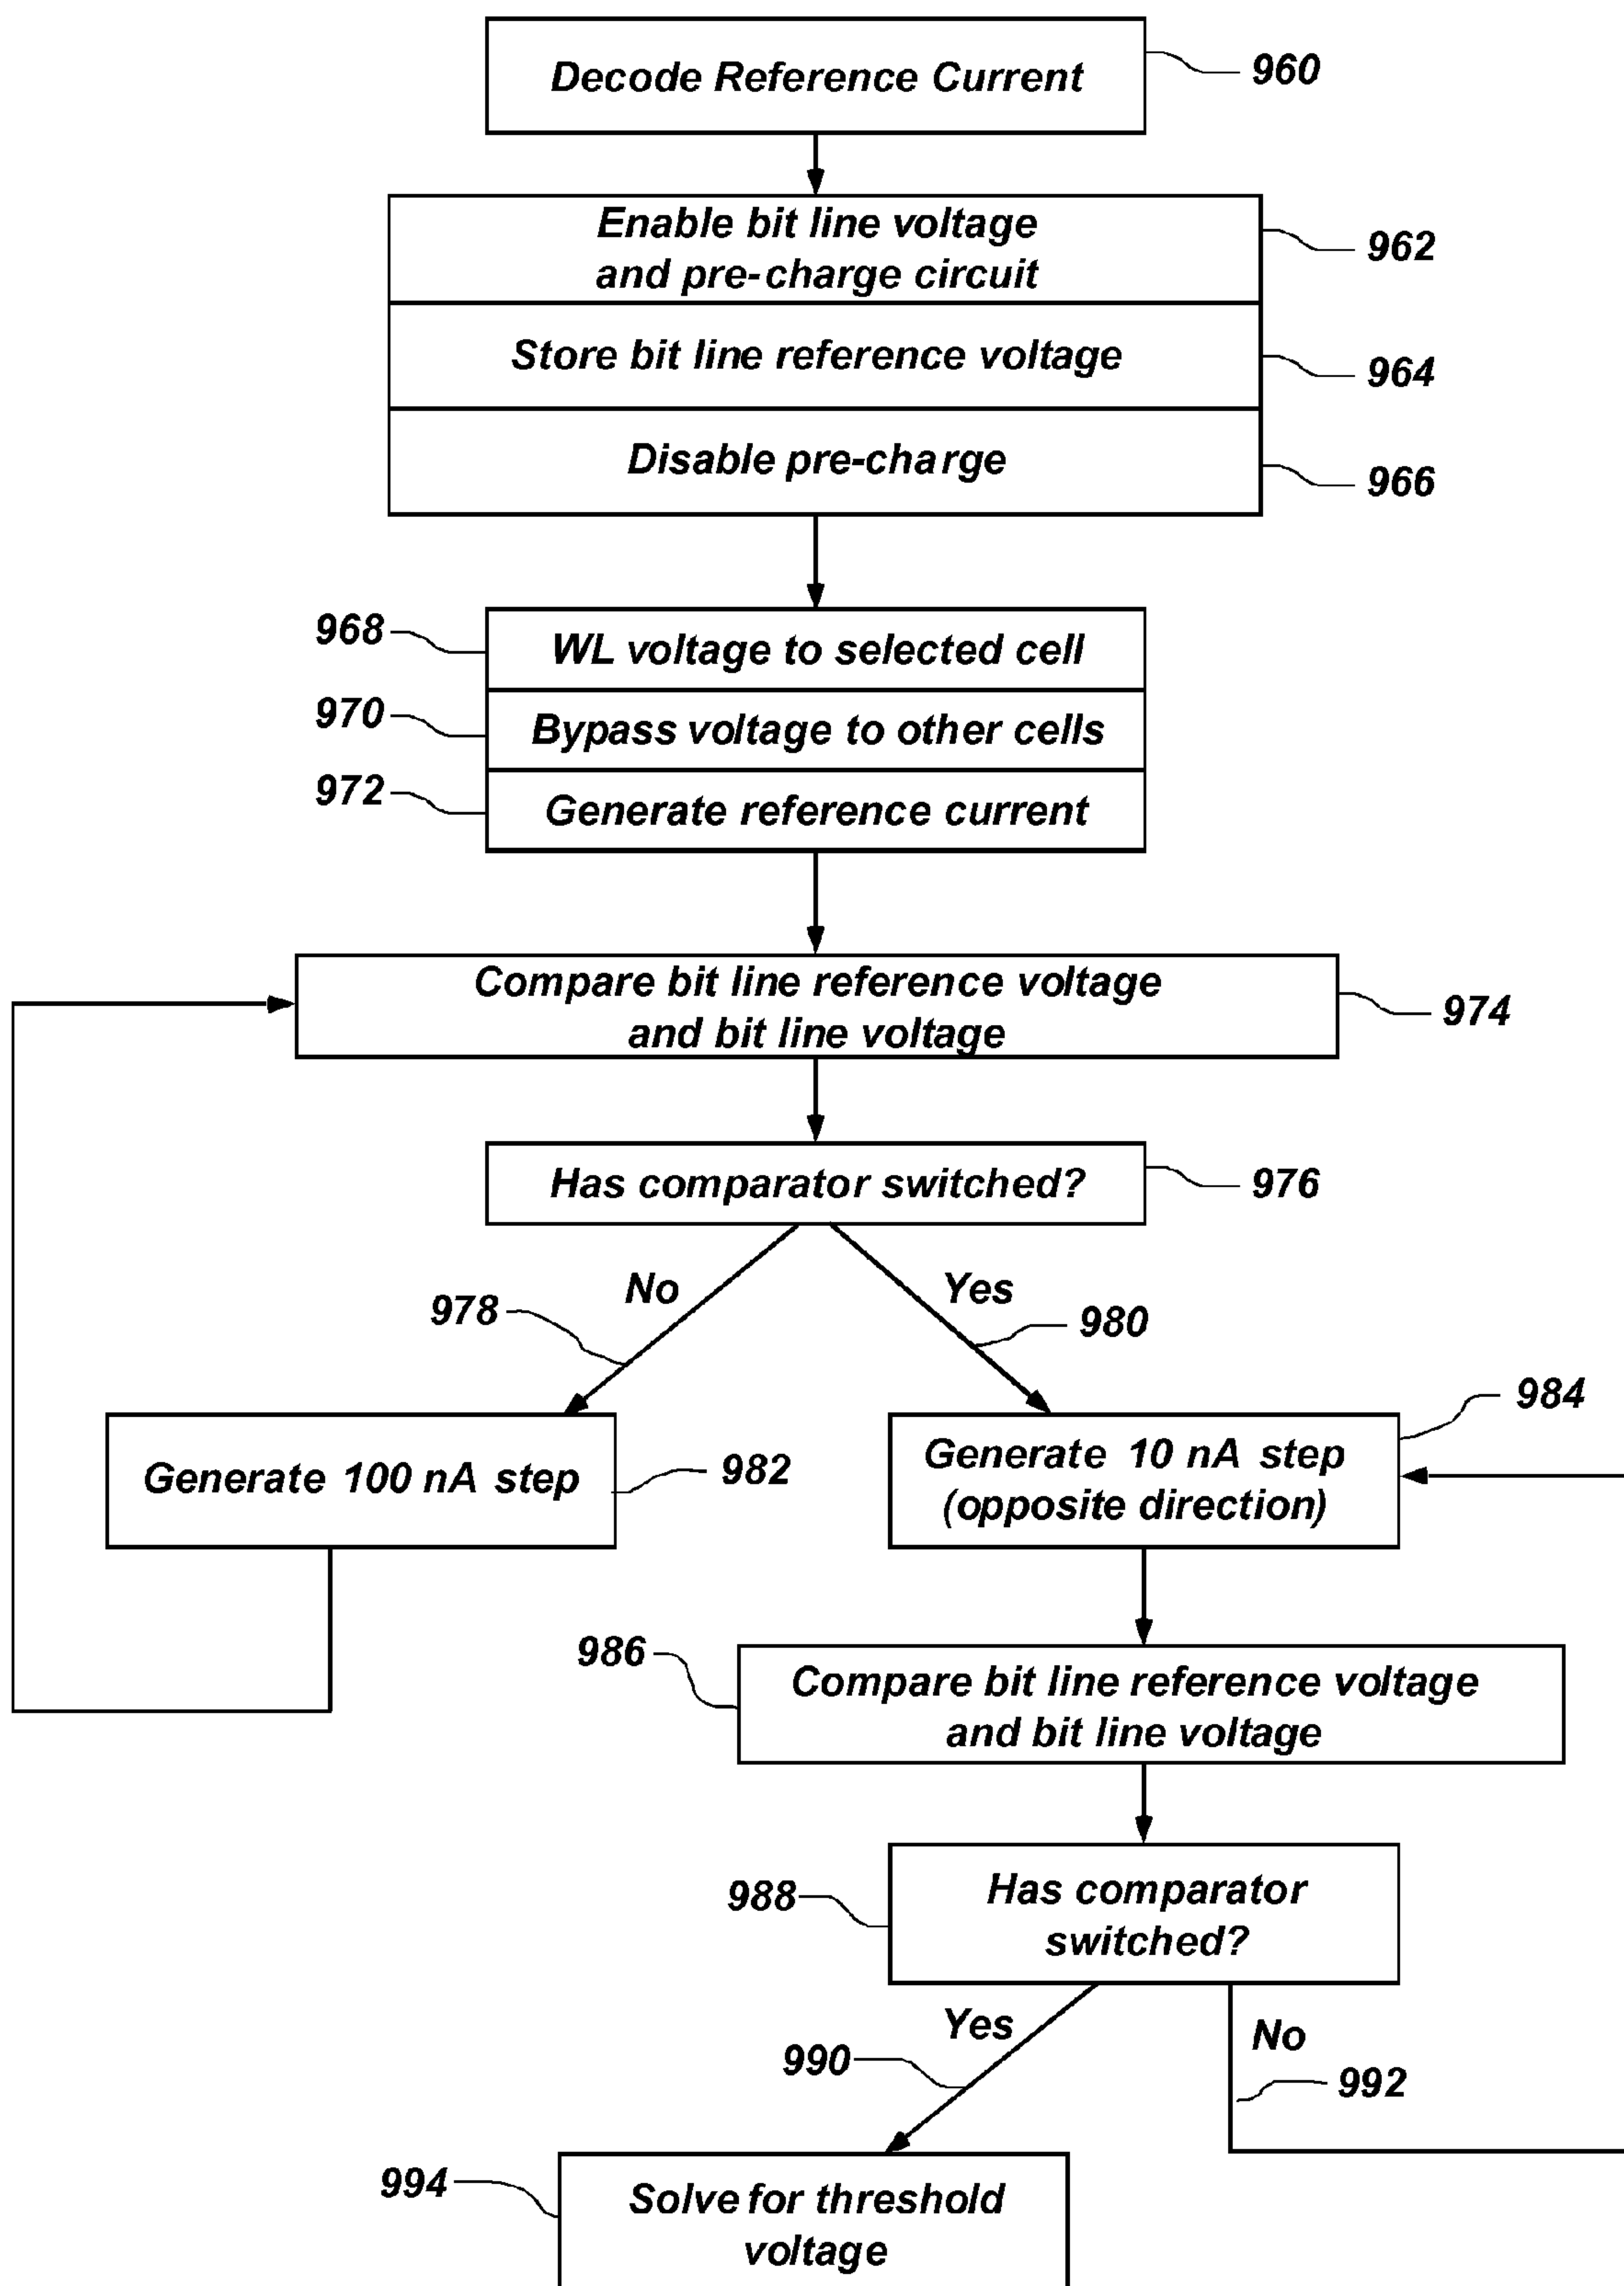 Decode Reference Current
960
Enable bit line voltage
and pre-charge circuit
962
Store bit line reference voltage
964
Disable pre-charge
966
968
WL voltage to selected cell
970
Bypass voltage to other cells
972
Generate reference current
Compare bit line reference voltage
and bit line voltage
974
Has comparator switched?
976
No
Yes
978
980
984
Generate 100 nA step
982
Generate 10 nA step
(opposite direction)
986
Compare bit line reference voltage
and bit line voltage
988
Has comparator
switched?
Yes
No
990
992
994
Solve for threshold
voltage